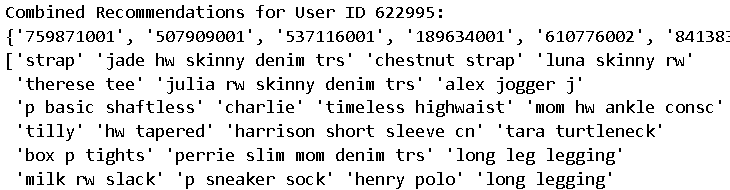 Combined Recommendations for User ID 622995:
{'759871001', '507909001', '537116001', '189634001', '610776002', '841383
['strap' 'jade hw skinny denim trs' 'chestnut strap' 'luna skinny rw'
'therese tee' 'julia rw skinny denim trs' 'alex jogger j'
'p basic shaftless' 'charlie' 'timeless highwaist' 'mom hw ankle consc'
'tilly' 'hw tapered' 'harrison short sleeve cn' 'tara turtleneck'
'box p tights' 'perrie slim mom denim trs' 'long leg legging'
'milk rw slack' 'p sneaker sock' 'henry polo' 'long legging'